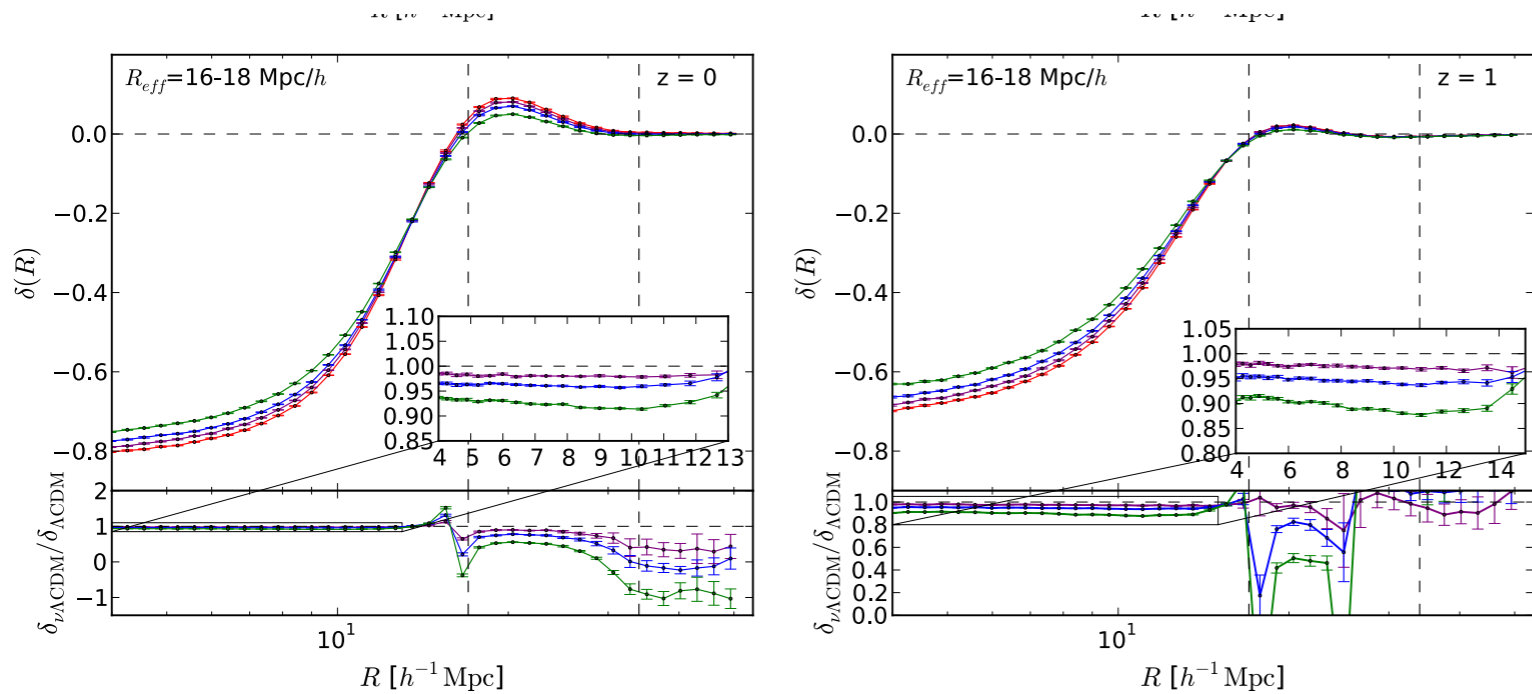 R [h⁻¹ Mpc]
R_eff=16-18 Mpc/h
z = 0
δ(R)
0.0
−0.2
−0.4
−0.6
−0.8
1.10
1.05
1.00
0.95
0.90
0.85
4 5 6 7 8 9 10 11 12 13
δ_νΛCDM/δ_ΛCDM
2
1
0
−1
10¹
R [h⁻¹ Mpc]
R [h⁻¹ Mpc]
R_eff=16-18 Mpc/h
z = 1
δ(R)
0.0
−0.2
−0.4
−0.6
−0.8
1.05
1.00
0.95
0.90
0.85
0.80
4 6 8 10 12 14
δ_νΛCDM/δ_ΛCDM
1.0
0.8
0.6
0.4
0.2
0.0
10¹
R [h⁻¹ Mpc]